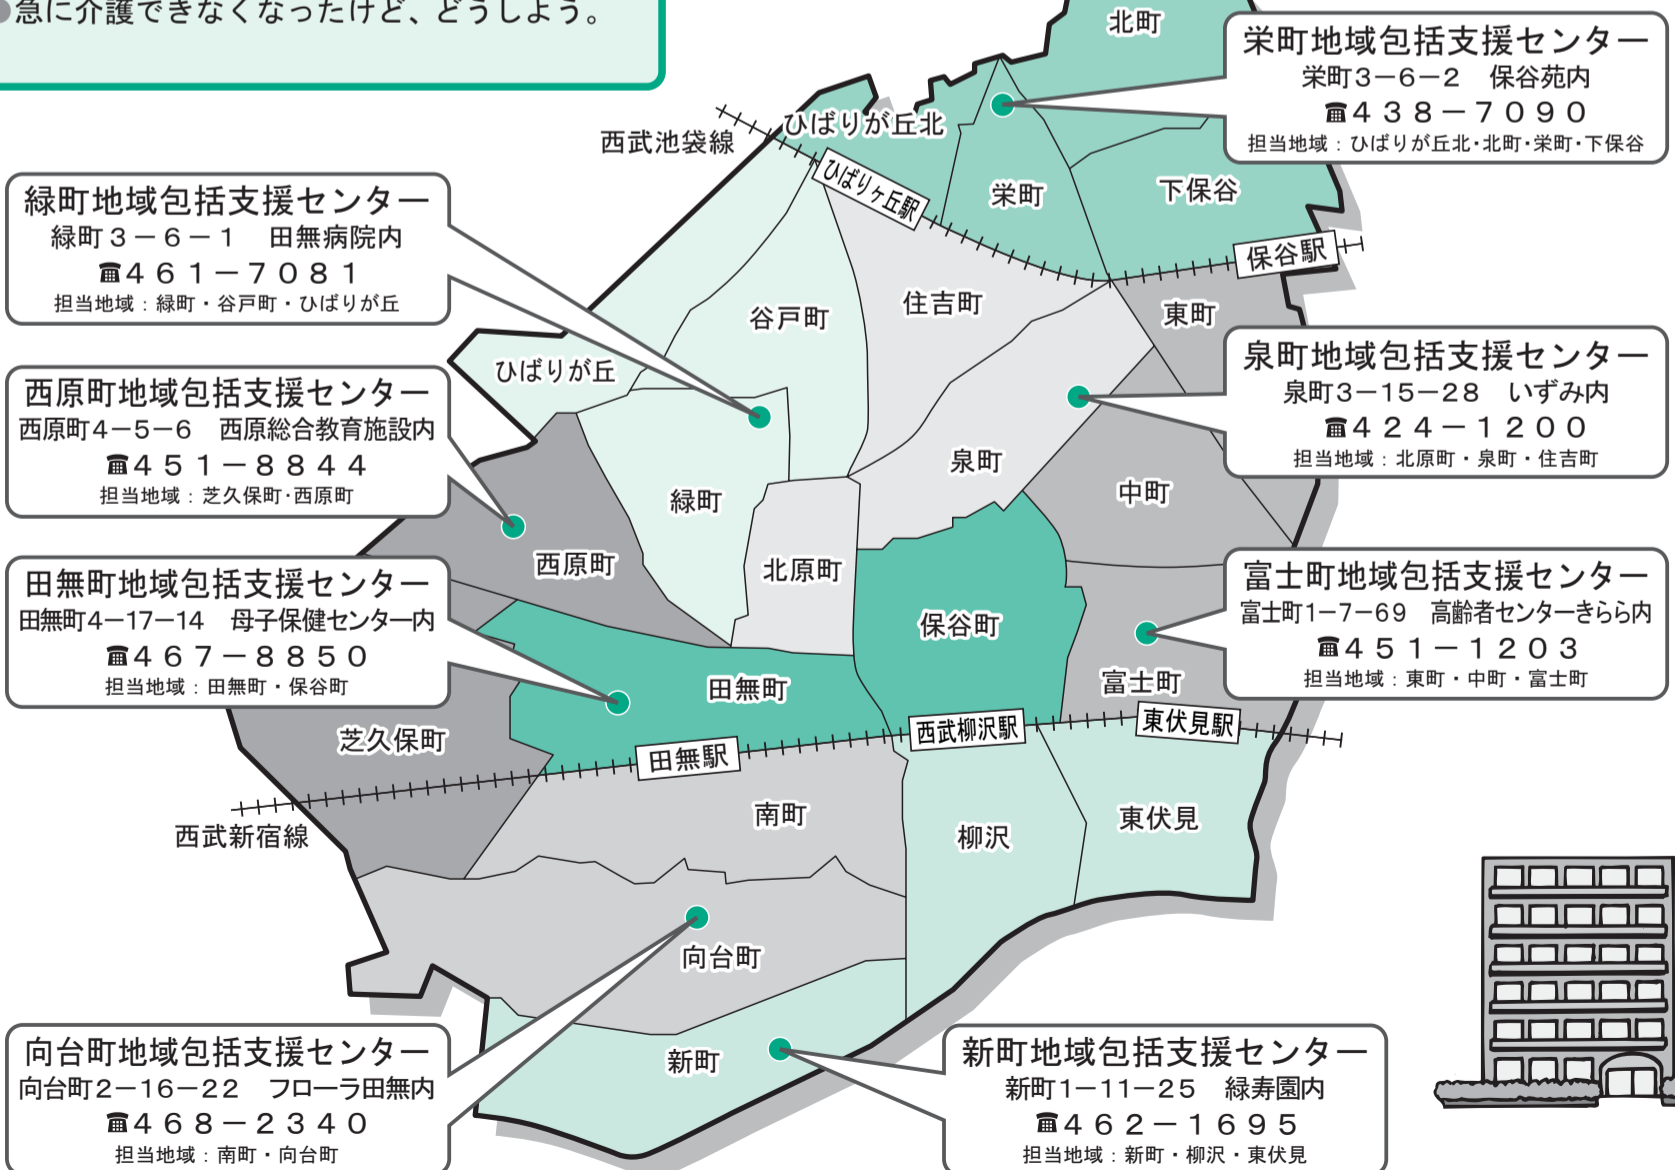 ●急に介護できなくなったけど、どうしよう。
北町
栄町地域包括支援センター
栄町3−6−2　保谷苑内
☎438−7090
担当地域：ひばりが丘北・北町・栄町・下保谷
ひばりが丘北
西武池袋線
ひばりヶ丘駅
栄町
下保谷
保谷駅
緑町地域包括支援センター
緑町3−6−1　田無病院内
☎461−7081
担当地域：緑町・谷戸町・ひばりが丘
谷戸町
住吉町
東町
ひばりが丘
泉町地域包括支援センター
泉町3−15−28　いずみ内
☎424−1200
担当地域：北原町・泉町・住吉町
西原町地域包括支援センター
西原町4−5−6　西原総合教育施設内
☎451−8844
担当地域：芝久保町・西原町
緑町
泉町
中町
西原町
北原町
田無町地域包括支援センター
田無町4−17−14　母子保健センター内
☎467−8850
担当地域：田無町・保谷町
保谷町
富士町地域包括支援センター
富士町1−7−69　高齢者センターきらら内
☎451−1203
担当地域：東町・中町・富士町
田無町
富士町
芝久保町
田無駅
西武柳沢駅
東伏見駅
西武新宿線
南町
柳沢
東伏見
向台町
新町
向台町地域包括支援センター
向台町2−16−22　フローラ田無内
☎468−2340
担当地域：南町・向台町
新町地域包括支援センター
新町1−11−25　緑寿園内
☎462−1695
担当地域：新町・柳沢・東伏見